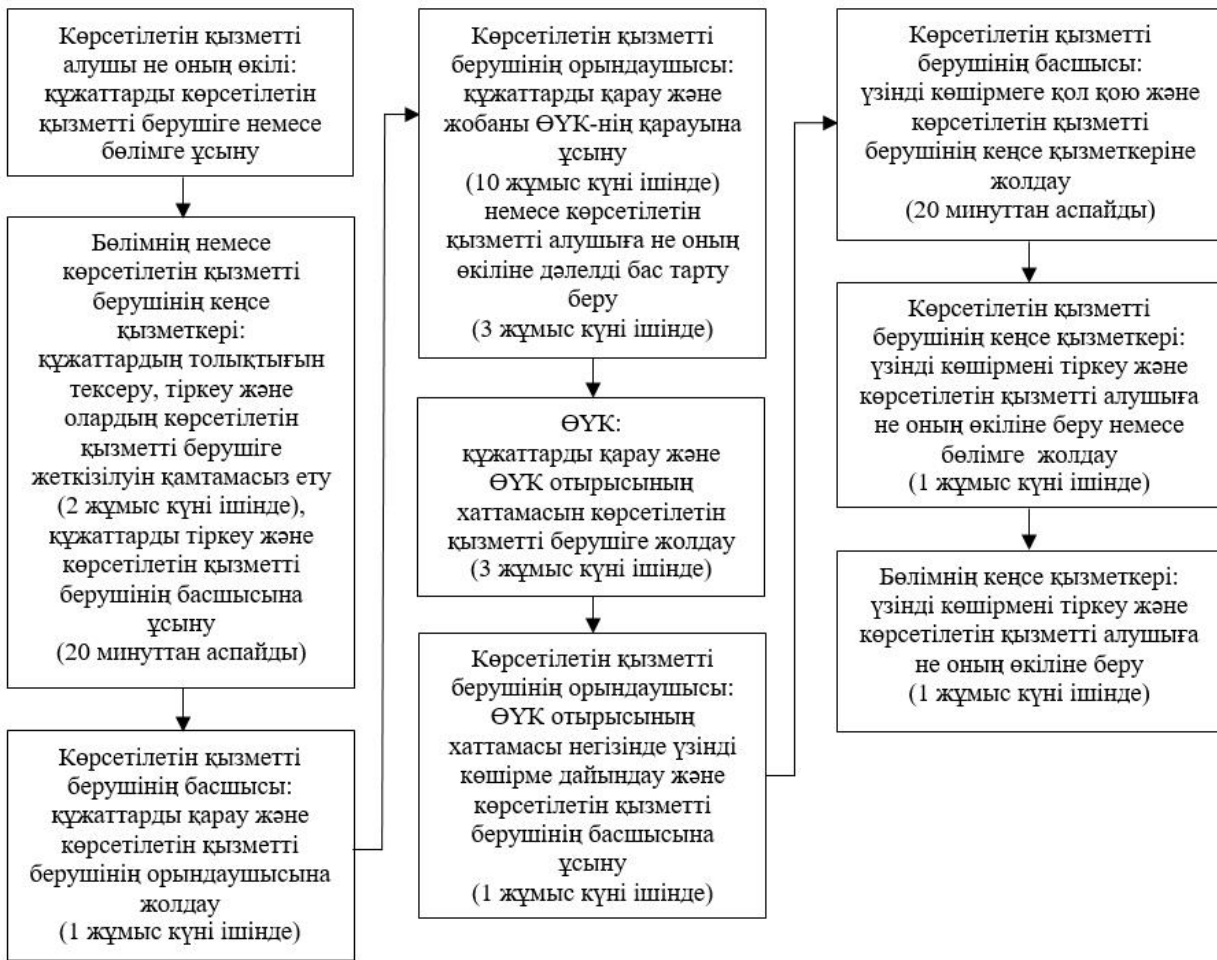 Көрсетілетін қызметті
алушы не оның өкілі:
құжаттарды көрсетілетін
қызметті берушіге немесе
бөлімге ұсыну
Бөлімнің немесе
көрсетілетін қызметті
берушінің кеңсе
қызметкері:
құжаттардың толықтығын
тексеру, тіркеу және
олардың көрсетілетін
қызметті берушіге
жеткізілуін қамтамасыз ету
(2 жұмыс күні ішінде),
құжаттарды тіркеу және
көрсетілетін қызметті
берушінің басшысына
ұсыну
(20 минуттан аспайды)
Көрсетілетін қызметті
берушінің басшысы:
құжаттарды қарау және
көрсетілетін қызметті
берушінің орындаушысына
жолдау
(1 жұмыс күні ішінде)
Көрсетілетін қызметті
берушінің орындаушысы:
құжаттарды қарау және
жобаны ӨҮК-нің қарауына
ұсыну
(10 жұмыс күні ішінде)
немесе көрсетілетін
қызметті алушыға не оның
өкіліне дәлелді бас тарту
беру
(3 жұмыс күні ішінде)
ӨҮК:
құжаттарды қарау және
ӨҮК отырысының
хаттамасын көрсетілетін
қызметті берушіге жолдау
(3 жұмыс күні ішінде)
Көрсетілетін қызметті
берушінің орындаушысы:
ӨҮК отырысының
хаттамасы негізінде үзінді
көшірме дайындау және
көрсетілетін қызметті
берушінің басшысына
ұсыну
(1 жұмыс күні ішінде)
Көрсетілетін қызметті
берушінің басшысы:
үзінді көшірмеге қол қою және
көрсетілетін қызметті
берушінің кеңсе қызметкеріне
жолдау
(20 минуттан аспайды)
Көрсетілетін қызметті
берушінің кеңсе қызметкері:
үзінді көшірмені тіркеу және
көрсетілетін қызметті алушыға
не оның өкіліне беру немесе
бөлімге жолдау
(1 жұмыс күні ішінде)
Бөлімнің кеңсе қызметкері:
үзінді көшірмені тіркеу және
көрсетілетін қызметті алушыға
не оның өкіліне беру
(1 жұмыс күні ішінде)